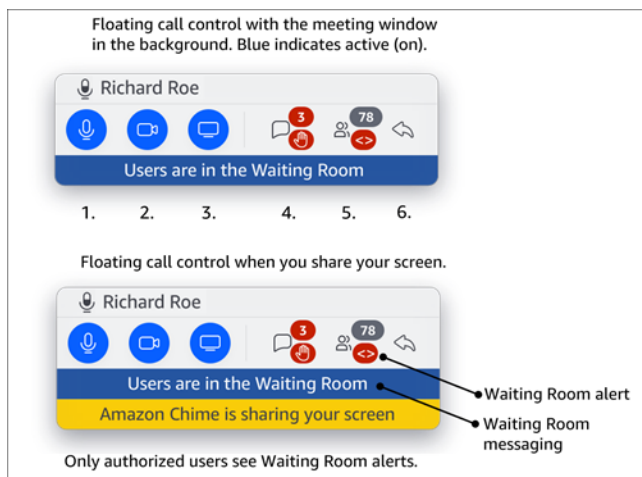 Floating call control with the meeting window
in the background. Blue indicates active (on).
Richard Roe
3
78
<>
Users are in the Waiting Room
1. 2. 3. 4. 5. 6.
Floating call control when you share your screen.
Richard Roe
3
78
<>
Users are in the Waiting Room
Amazon Chime is sharing your screen
Waiting Room alert
Waiting Room
messaging
Only authorized users see Waiting Room alerts.